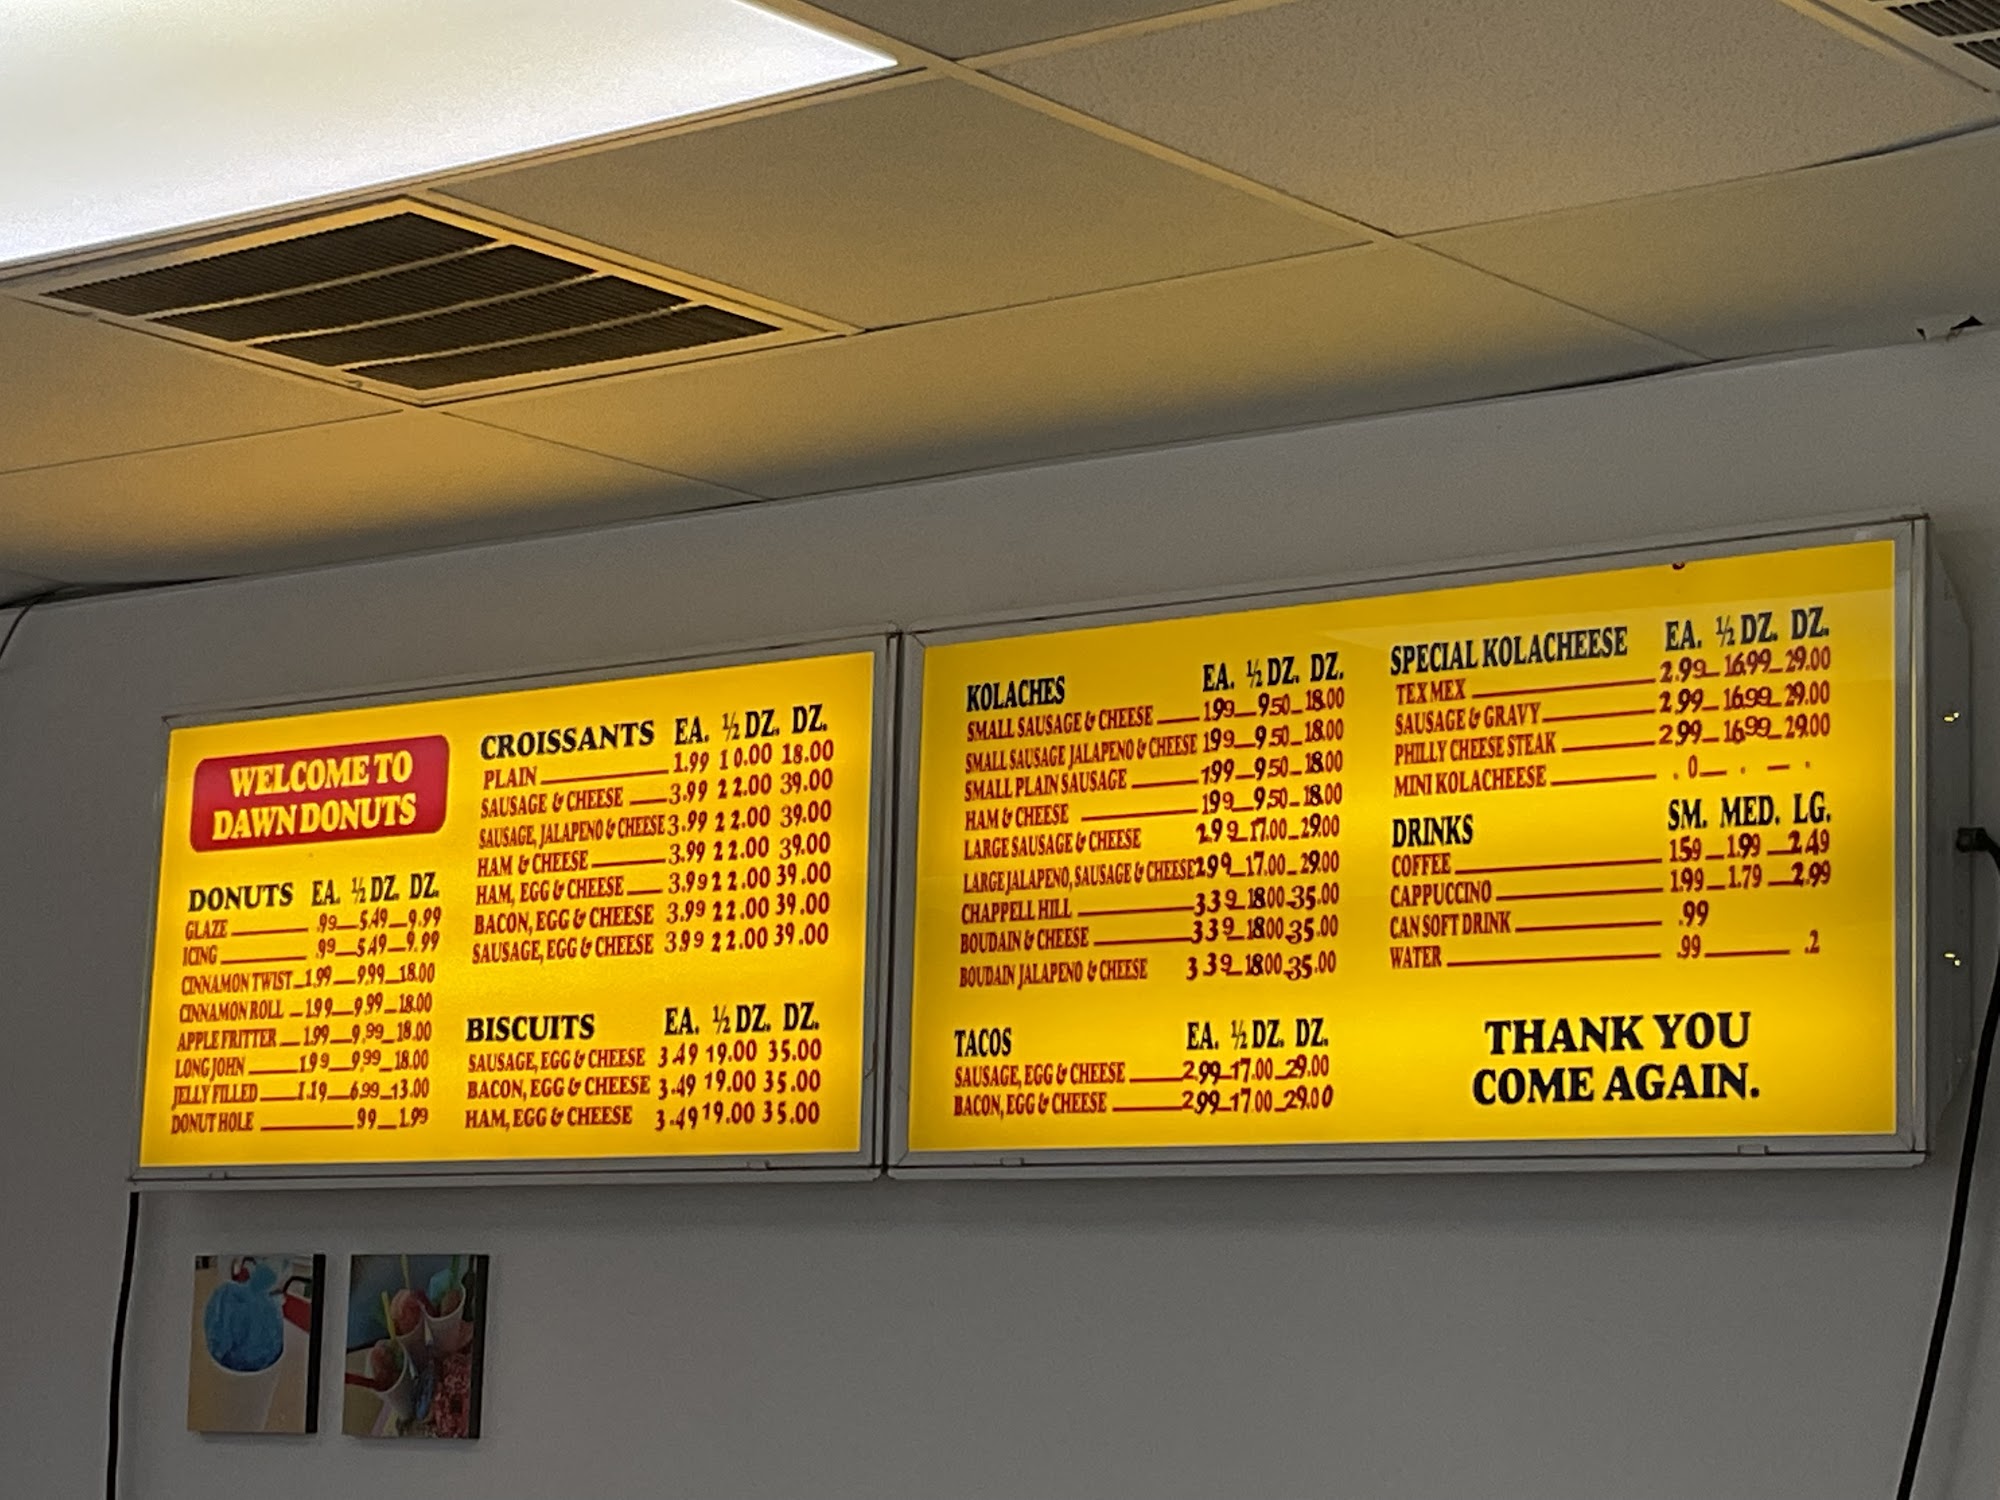 WELCOME TO
DAWN DONUTS
DONUTS EA. ½ DZ. DZ.
GLAZE .99 5.49 9.99
ICING .99 5.49 9.99
CINNAMON TWIST 1.99 9.99 18.00
CINNAMON ROLL 1.99 9.99 18.00
APPLE FRITTER 1.99 9.99 18.00
LONG JOHN 1.99 9.99 18.00
JELLY FILLED 1.19 6.99 13.00
DONUT HOLE 99 1.99
CROISSANTS EA. ½ DZ. DZ.
PLAIN 1.99 10.00 18.00
SAUSAGE & CHEESE 3.99 22.00 39.00
SAUSAGE, JALAPENO & CHEESE 3.99 22.00 39.00
HAM & CHEESE 3.99 22.00 39.00
HAM, EGG & CHEESE 3.99 22.00 39.00
BACON, EGG & CHEESE 3.99 22.00 39.00
SAUSAGE, EGG & CHEESE 3.99 22.00 39.00
BISCUITS EA. ½ DZ. DZ.
SAUSAGE, EGG & CHEESE 3.49 19.00 35.00
BACON, EGG & CHEESE 3.49 19.00 35.00
HAM, EGG & CHEESE 3.49 19.00 35.00
KOLACHES EA. ½ DZ. DZ.
SMALL SAUSAGE & CHEESE 1.99 9.50 18.00
SMALL SAUSAGE JALAPENO & CHEESE 1.99 9.50 18.00
SMALL PLAIN SAUSAGE 1.99 9.50 18.00
HAM & CHEESE 1.99 9.50 18.00
LARGE SAUSAGE & CHEESE 2.99 17.00 29.00
LARGE JALAPENO, SAUSAGE & CHEESE 2.99 17.00 29.00
CHAPPELL HILL 3.39 18.00 35.00
BOUDAIN & CHEESE 3.39 18.00 35.00
BOUDAIN JALAPENO & CHEESE 3.39 18.00 35.00
TACOS EA. ½ DZ. DZ.
SAUSAGE, EGG & CHEESE 2.99 17.00 29.00
BACON, EGG & CHEESE 2.99 17.00 29.00
SPECIAL KOLACHEESE EA. ½ DZ. DZ.
TEX MEX 2.99 16.99 29.00
SAUSAGE & GRAVY 2.99 16.99 29.00
PHILLY CHEESE STEAK 2.99 16.99 29.00
MINI KOLACHEESE . 0 . .
DRINKS SM. MED. LG.
COFFEE 1.59 1.99 2.49
CAPPUCCINO 1.99 1.79 2.99
CAN SOFT DRINK .99
WATER .99 .2
THANK YOU
COME AGAIN.